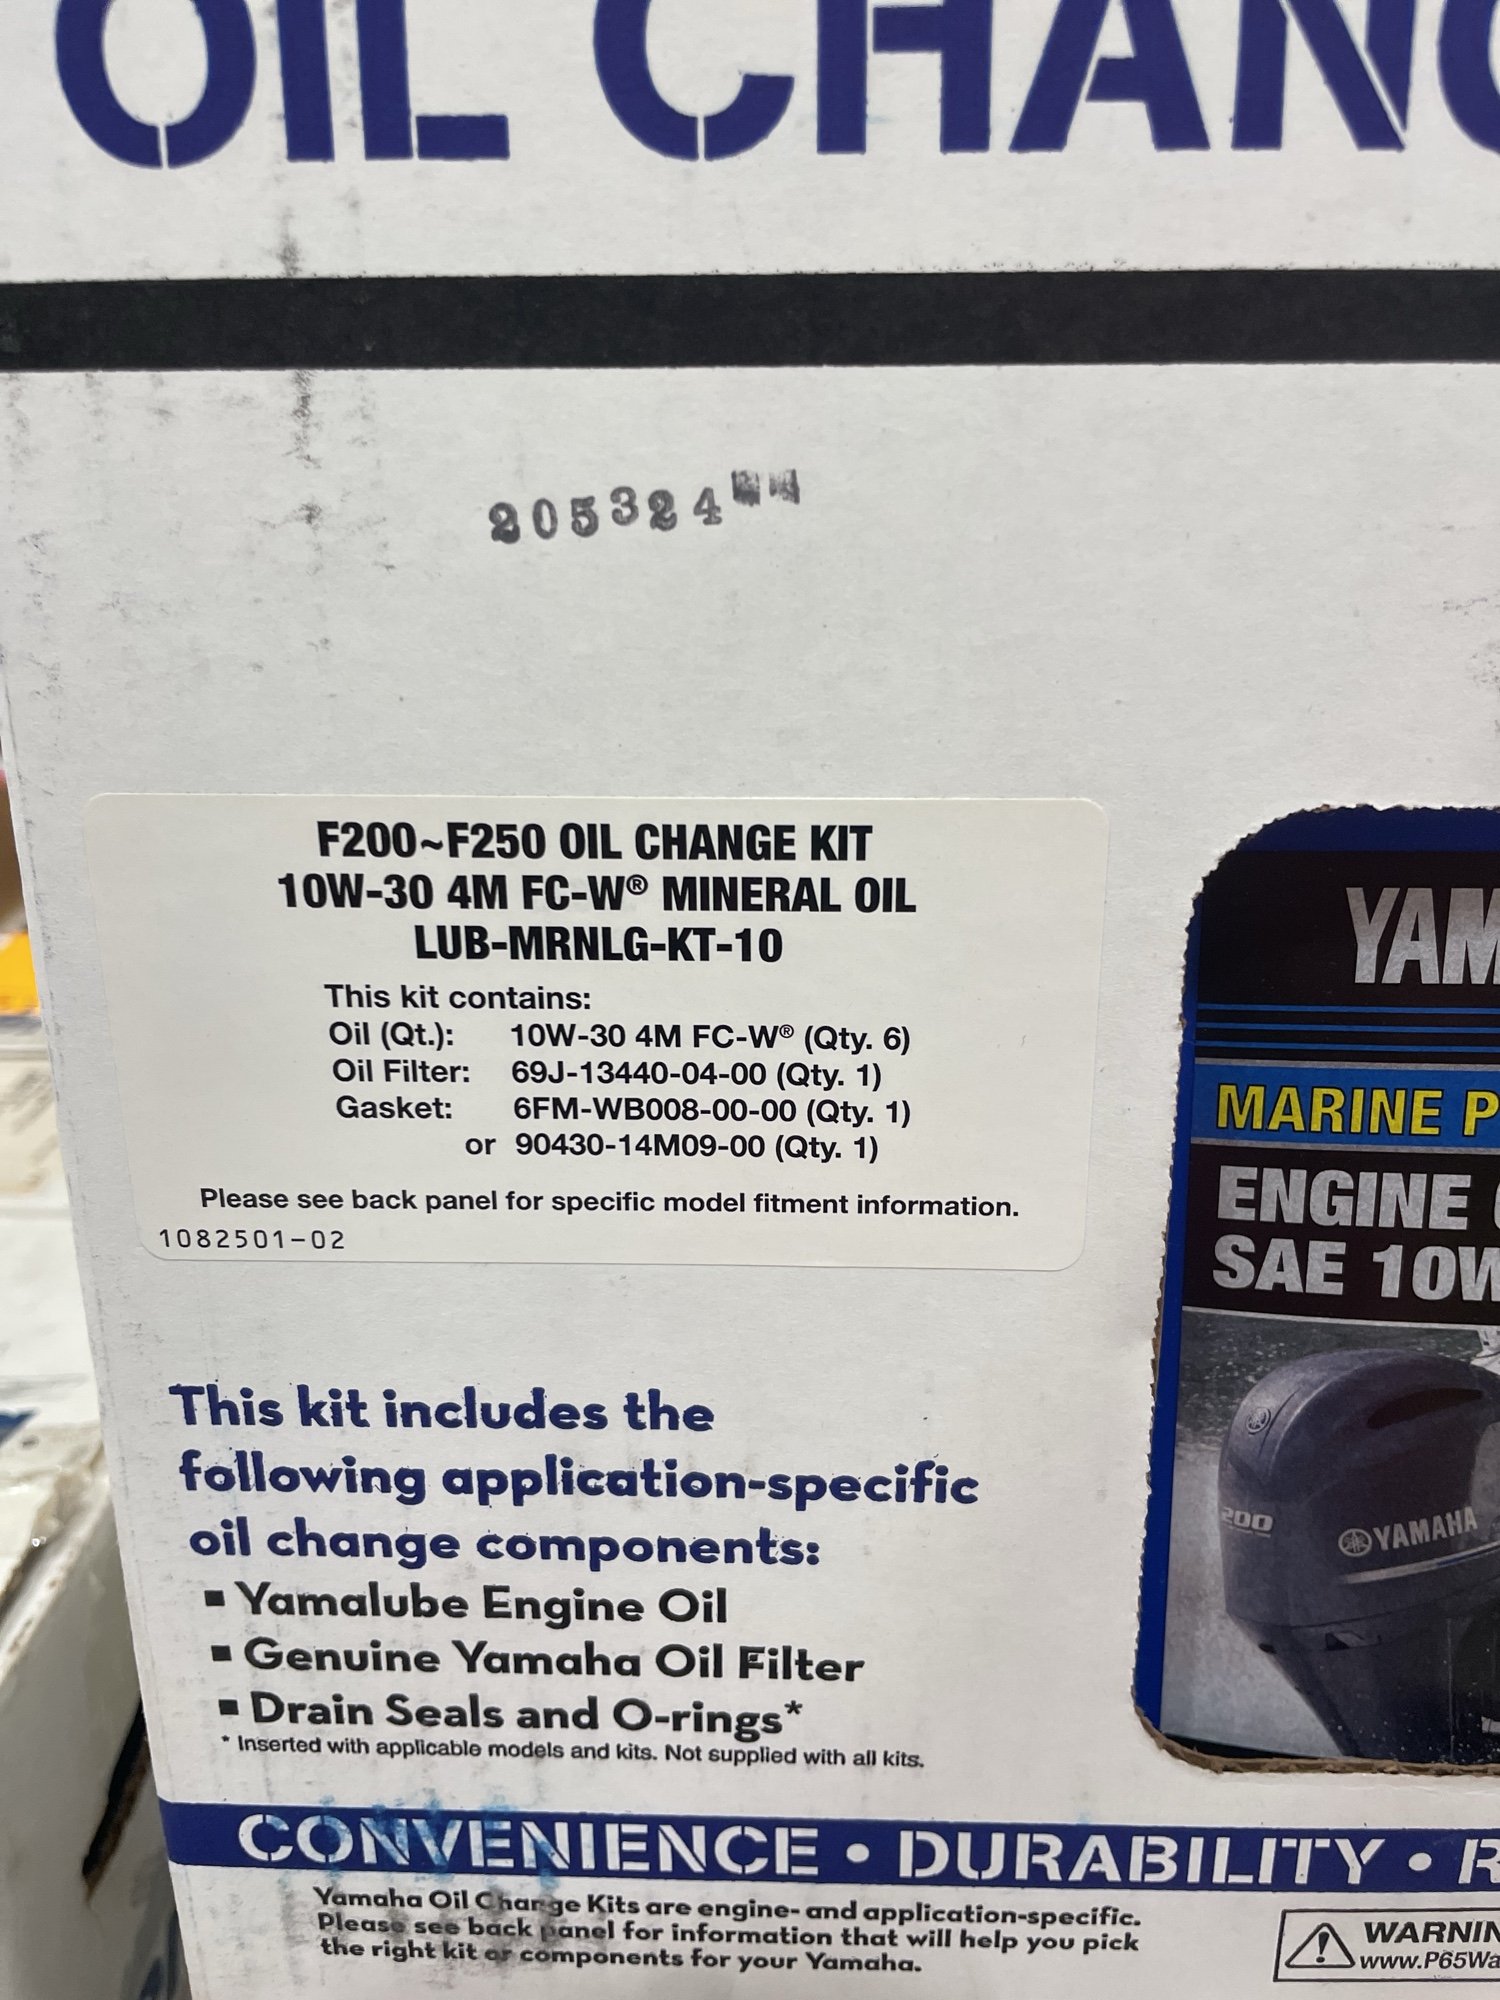 OIL CHAN
205324
F200~F250 OIL CHANGE KIT
10W-30 4M FC-W® MINERAL OIL
LUB-MRNLG-KT-10
This kit contains:
Oil (Qt.): 10W-30 4M FC-W® (Qty. 6)
Oil Filter: 69J-13440-04-00 (Qty. 1)
Gasket: 6FM-WB008-00-00 (Qty. 1)
or 90430-14M09-00 (Qty. 1)
Please see back panel for specific model fitment information.
1082501-02
YAM
MARINE P
ENGINE
SAE 10W
200
YAMAHA
This kit includes the
following application-specific
oil change components:
▪ Yamalube Engine Oil
▪ Genuine Yamaha Oil Filter
▪ Drain Seals and O-rings*
* Inserted with applicable models and kits. Not supplied with all kits.
CONVENIENCE • DURABILITY • R
Yamaha Oil Change Kits are engine- and application-specific.
Please see back panel for information that will help you pick
the right kit or components for your Yamaha.
WARNIN
www.P65Wa